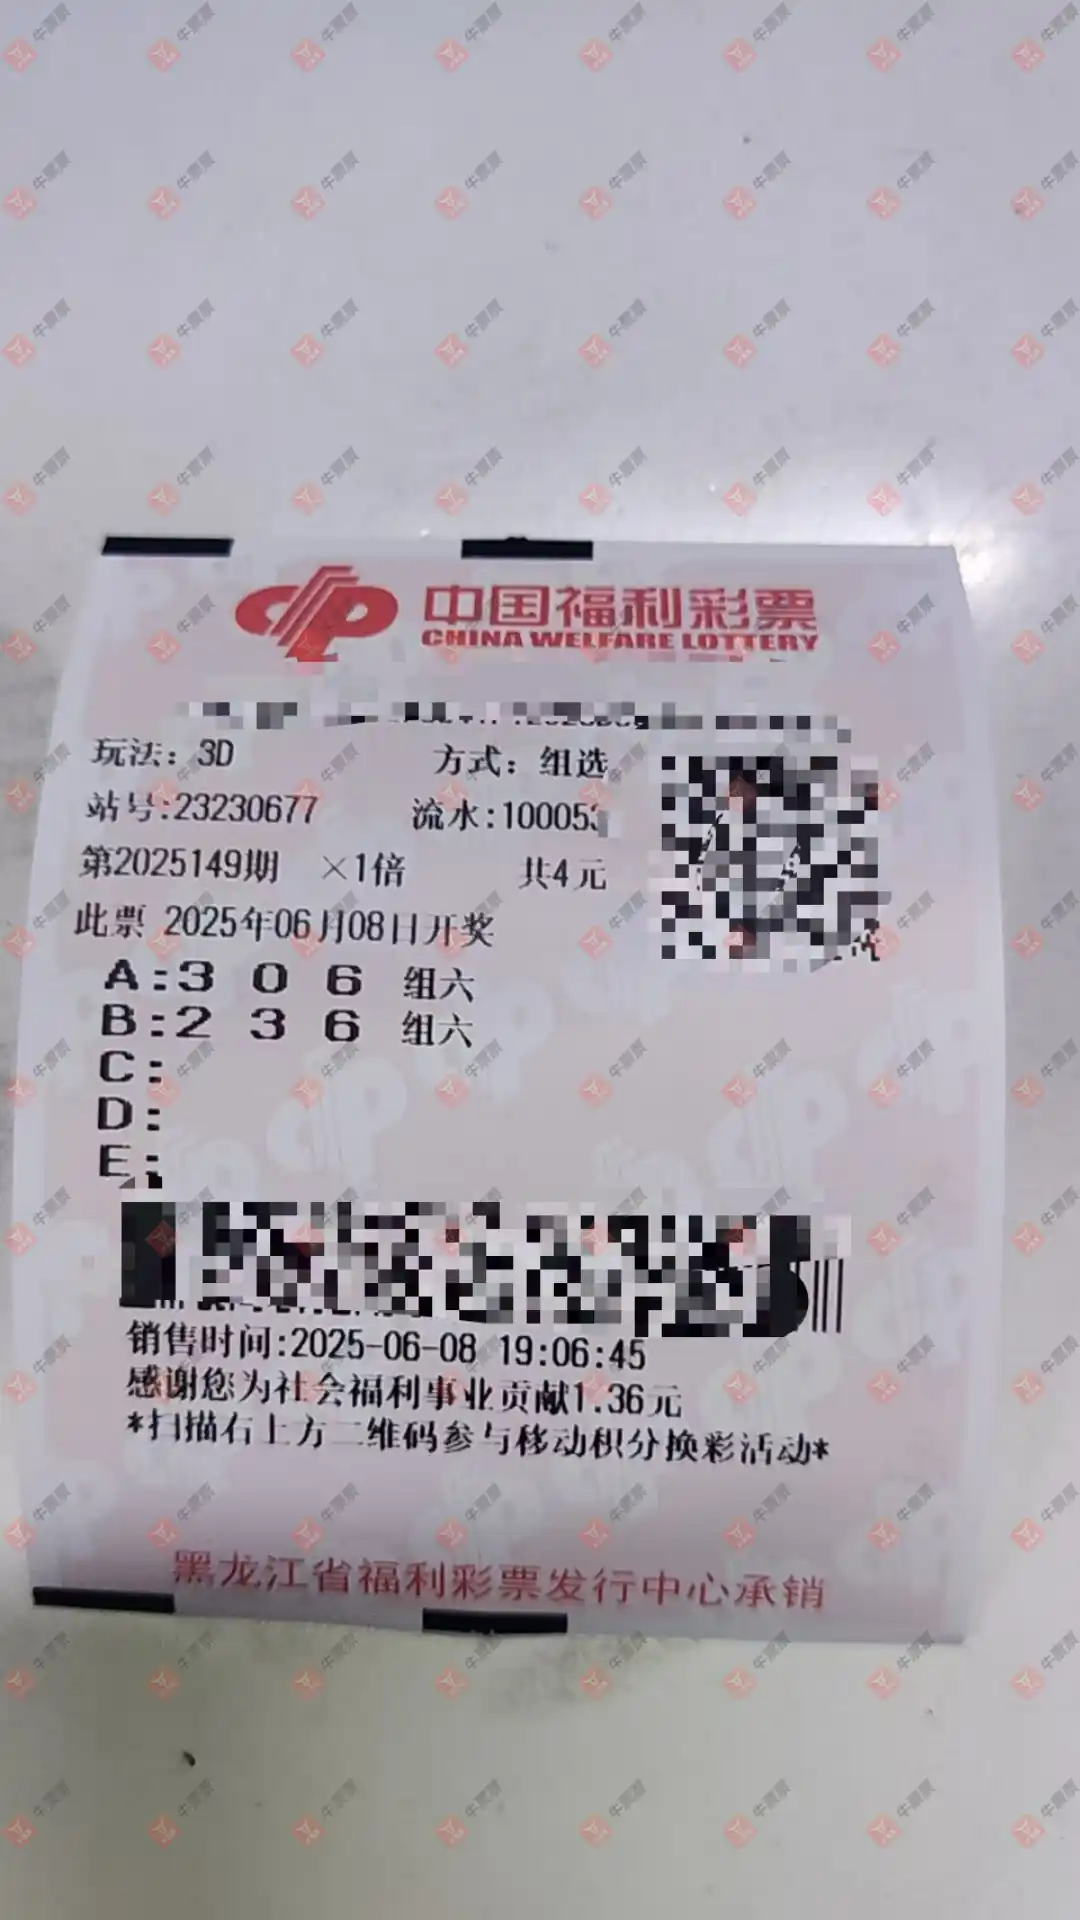 中国福利彩票
CHINA WELFARE LOTTERY
玩法：3D 方式：组选
站号:23230677 流水:100053
第2025149期 ×1倍 共4元
此票 2025年06月08日开奖
A:3 0 6 组六
B:2 3 6 组六
C:
D:
E:
销售时间:2025-06-08 19:06:45
感谢您为社会福利事业贡献1.36元
*扫描右上方二维码参与移动积分换彩活动*
黑龙江省福利彩票发行中心承销
牛票票